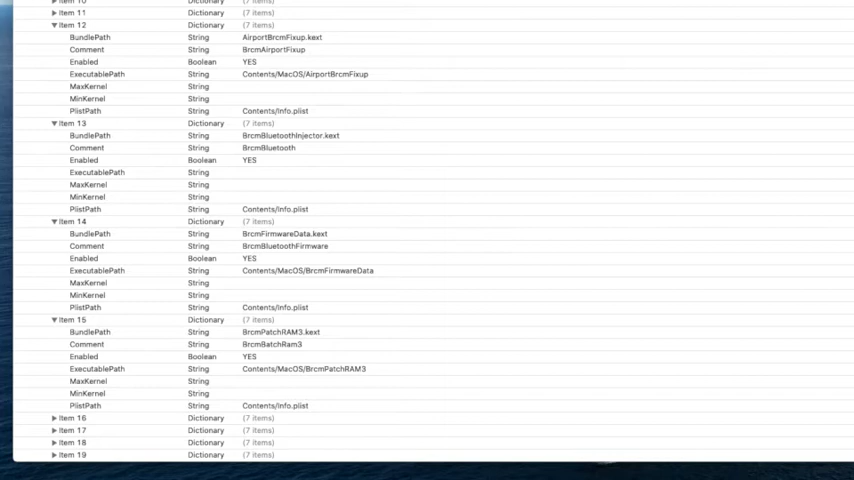 Item 10 Dictionary (7 items)
Item 11 Dictionary (7 items)
Item 12 Dictionary (7 items)
BundlePath String AirportBrcmFixup.kext
Comment String BrcmAirportFixup
Enabled Boolean YES
ExecutablePath String Contents/MacOS/AirportBrcmFixup
MaxKernel String
MinKernel String
PlistPath String Contents/Info.plist
Item 13 Dictionary (7 items)
BundlePath String BrcmBluetoothInjector.kext
Comment String BrcmBluetooth
Enabled Boolean YES
ExecutablePath String
MaxKernel String
MinKernel String
PlistPath String Contents/Info.plist
Item 14 Dictionary (7 items)
BundlePath String BrcmFirmwareData.kext
Comment String BrcmBluetoothFirmware
Enabled Boolean YES
ExecutablePath String Contents/MacOS/BrcmFirmwareData
MaxKernel String
MinKernel String
PlistPath String Contents/Info.plist
Item 15 Dictionary (7 items)
BundlePath String BrcmPatchRAM3.kext
Comment String BrcmBatchRam3
Enabled Boolean YES
ExecutablePath String Contents/MacOS/BrcmPatchRAM3
MaxKernel String
MinKernel String
PlistPath String Contents/Info.plist
Item 16 Dictionary (7 items)
Item 17 Dictionary (7 items)
Item 18 Dictionary (7 items)
Item 19 Dictionary (7 items)